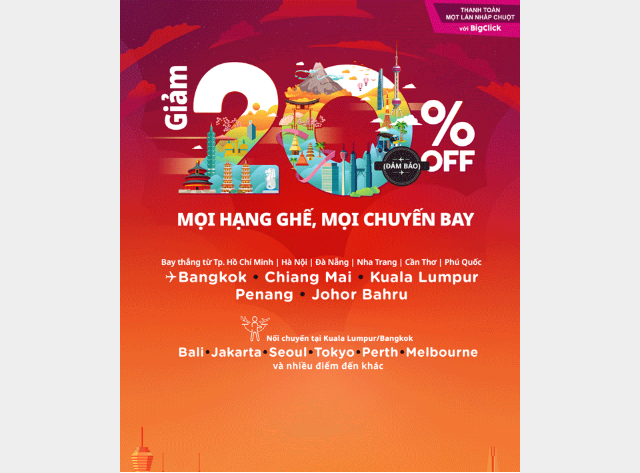 THANH TOÁN
MỘT LẦN NHẤP CHUỘT
với BigClick
Giảm
20%
OFF
(ĐẢM BẢO)
MỌI HẠNG GHẾ, MỌI CHUYẾN BAY
Bay thẳng từ Tp. Hồ Chí Minh | Hà Nội | Đà Nẵng | Nha Trang | Cần Thơ | Phú Quốc
Bangkok • Chiang Mai • Kuala Lumpur
Penang • Johor Bahru
Nối chuyến tại Kuala Lumpur/Bangkok
Bali•Jakarta•Seoul•Tokyo•Perth•Melbourne
và nhiều điểm đến khác